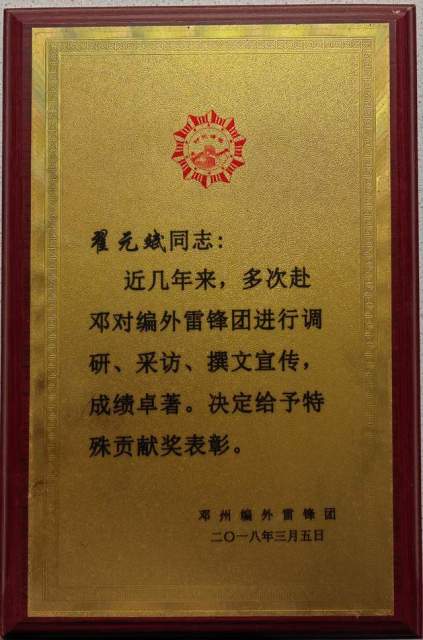 翟元斌同志：
近几年来，多次赴
邓对编外雷锋团进行调
研、采访、撰文宣传，
成绩卓著。决定给予特
殊贡献奖表彰。
邓州编外雷锋团
二〇一八年三月五日